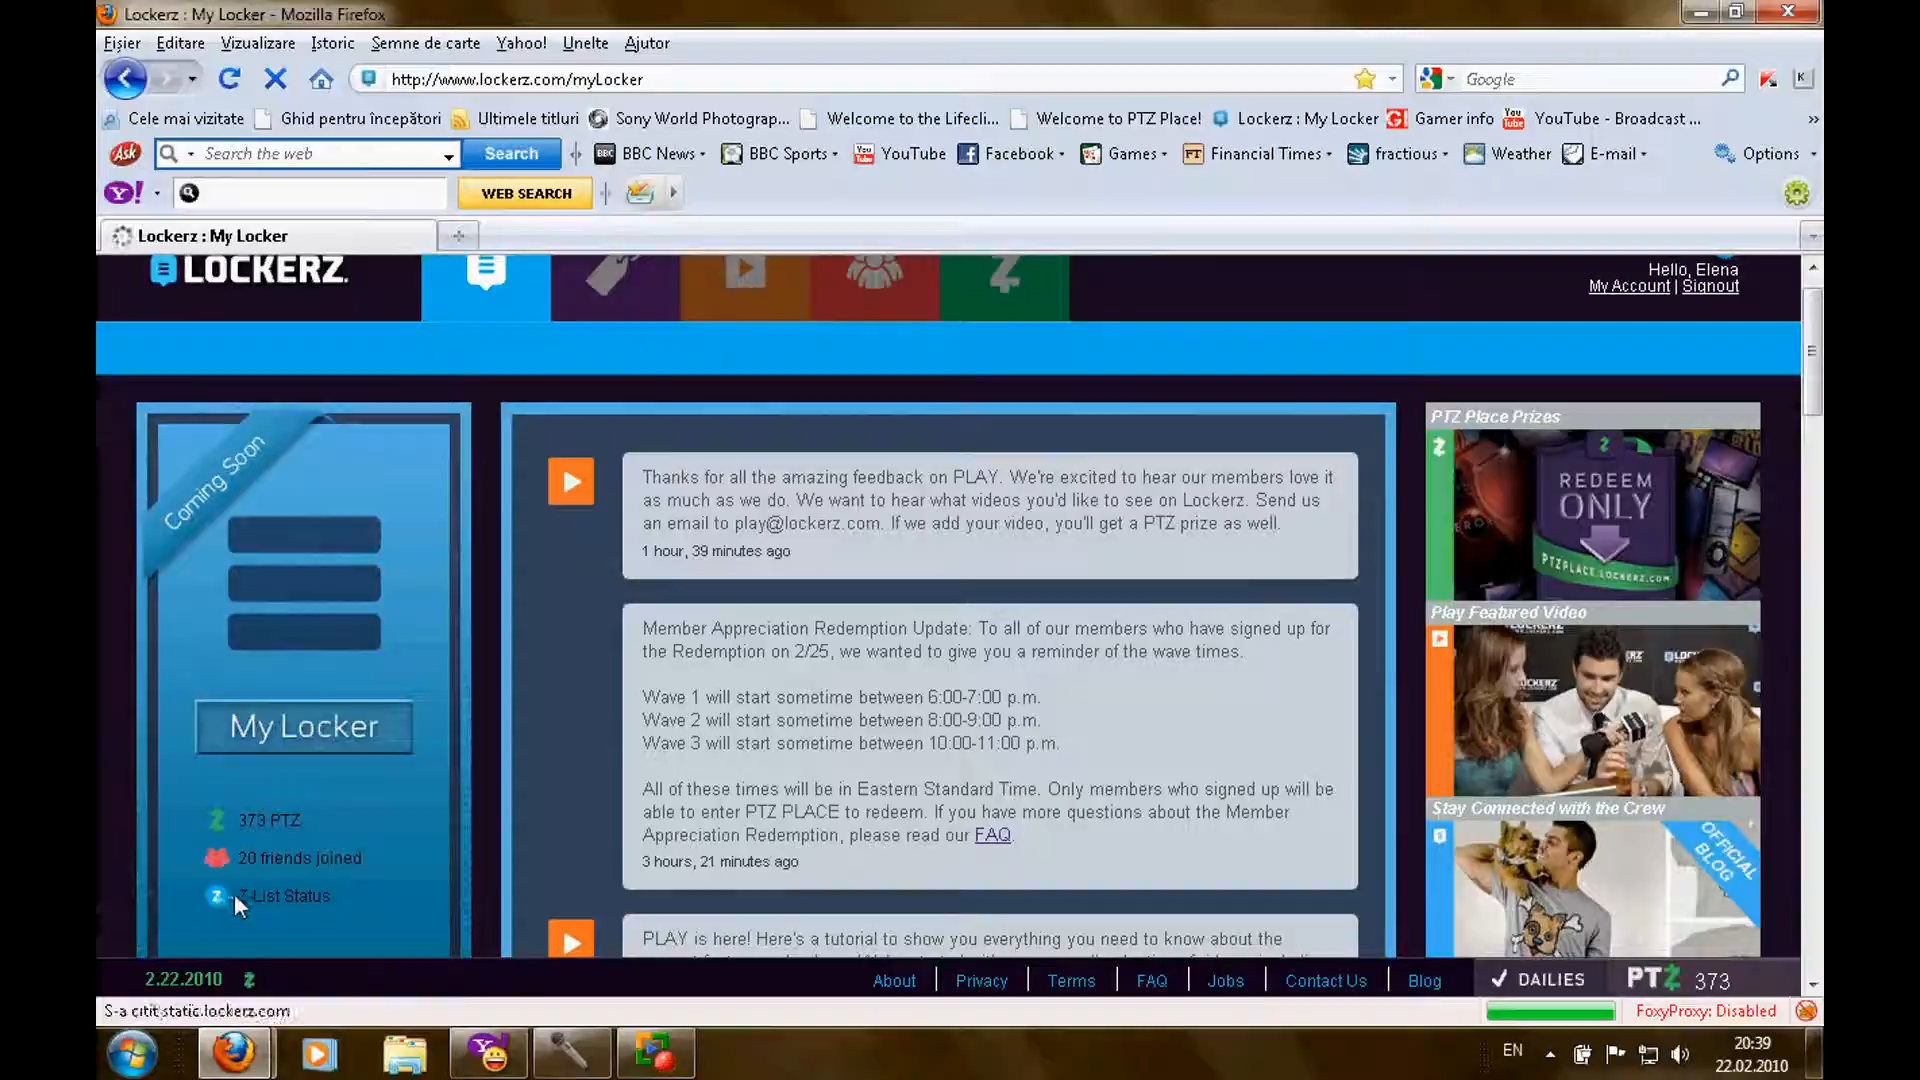 Lockerz : My Locker - Mozilla Firefox
Fișier Editare Vizualizare Istoric Semne de carte Yahoo! Unelte Ajutor
http://www.lockerz.com/myLocker
Google
K
Cele mai vizitate Ghid pentru începători Ultimele titluri Sony World Photograp... Welcome to the Lifecli... Welcome to PTZ Place! Lockerz : My Locker Gamer info YouTube - Broadcast ... »
Ask Search the web Search BBC News BBC Sports YouTube Facebook Games Financial Times fractious Weather E-mail Options
Y! WEB SEARCH
Lockerz : My Locker
LOCKERZ.
Hello, Elena
My Account | Signout
Coming Soon
My Locker
373 PTZ
20 friends joined
Z-List Status
Thanks for all the amazing feedback on PLAY. We're excited to hear our members love it
as much as we do. We want to hear what videos you'd like to see on Lockerz. Send us
an email to play@lockerz.com. If we add your video, you'll get a PTZ prize as well.
1 hour, 39 minutes ago
Member Appreciation Redemption Update: To all of our members who have signed up for
the Redemption on 2/25, we wanted to give you a reminder of the wave times.
Wave 1 will start sometime between 6:00-7:00 p.m.
Wave 2 will start sometime between 8:00-9:00 p.m.
Wave 3 will start sometime between 10:00-11:00 p.m.
All of these times will be in Eastern Standard Time. Only members who signed up will be
able to enter PTZ PLACE to redeem. If you have more questions about the Member
Appreciation Redemption, please read our FAQ.
3 hours, 21 minutes ago
PLAY is here! Here's a tutorial to show you everything you need to know about the
PTZ Place Prizes
REDEEM
ONLY
PTZPLACE.LOCKERZ.COM
Play Featured Video
Stay Connected with the Crew
OFFICIAL
BLOG
2.22.2010
About | Privacy | Terms | FAQ | Jobs | Contact Us | Blog
DAILIES
PTZ 373
S-a citit static.lockerz.com
FoxyProxy: Disabled
EN
20:39
22.02.2010